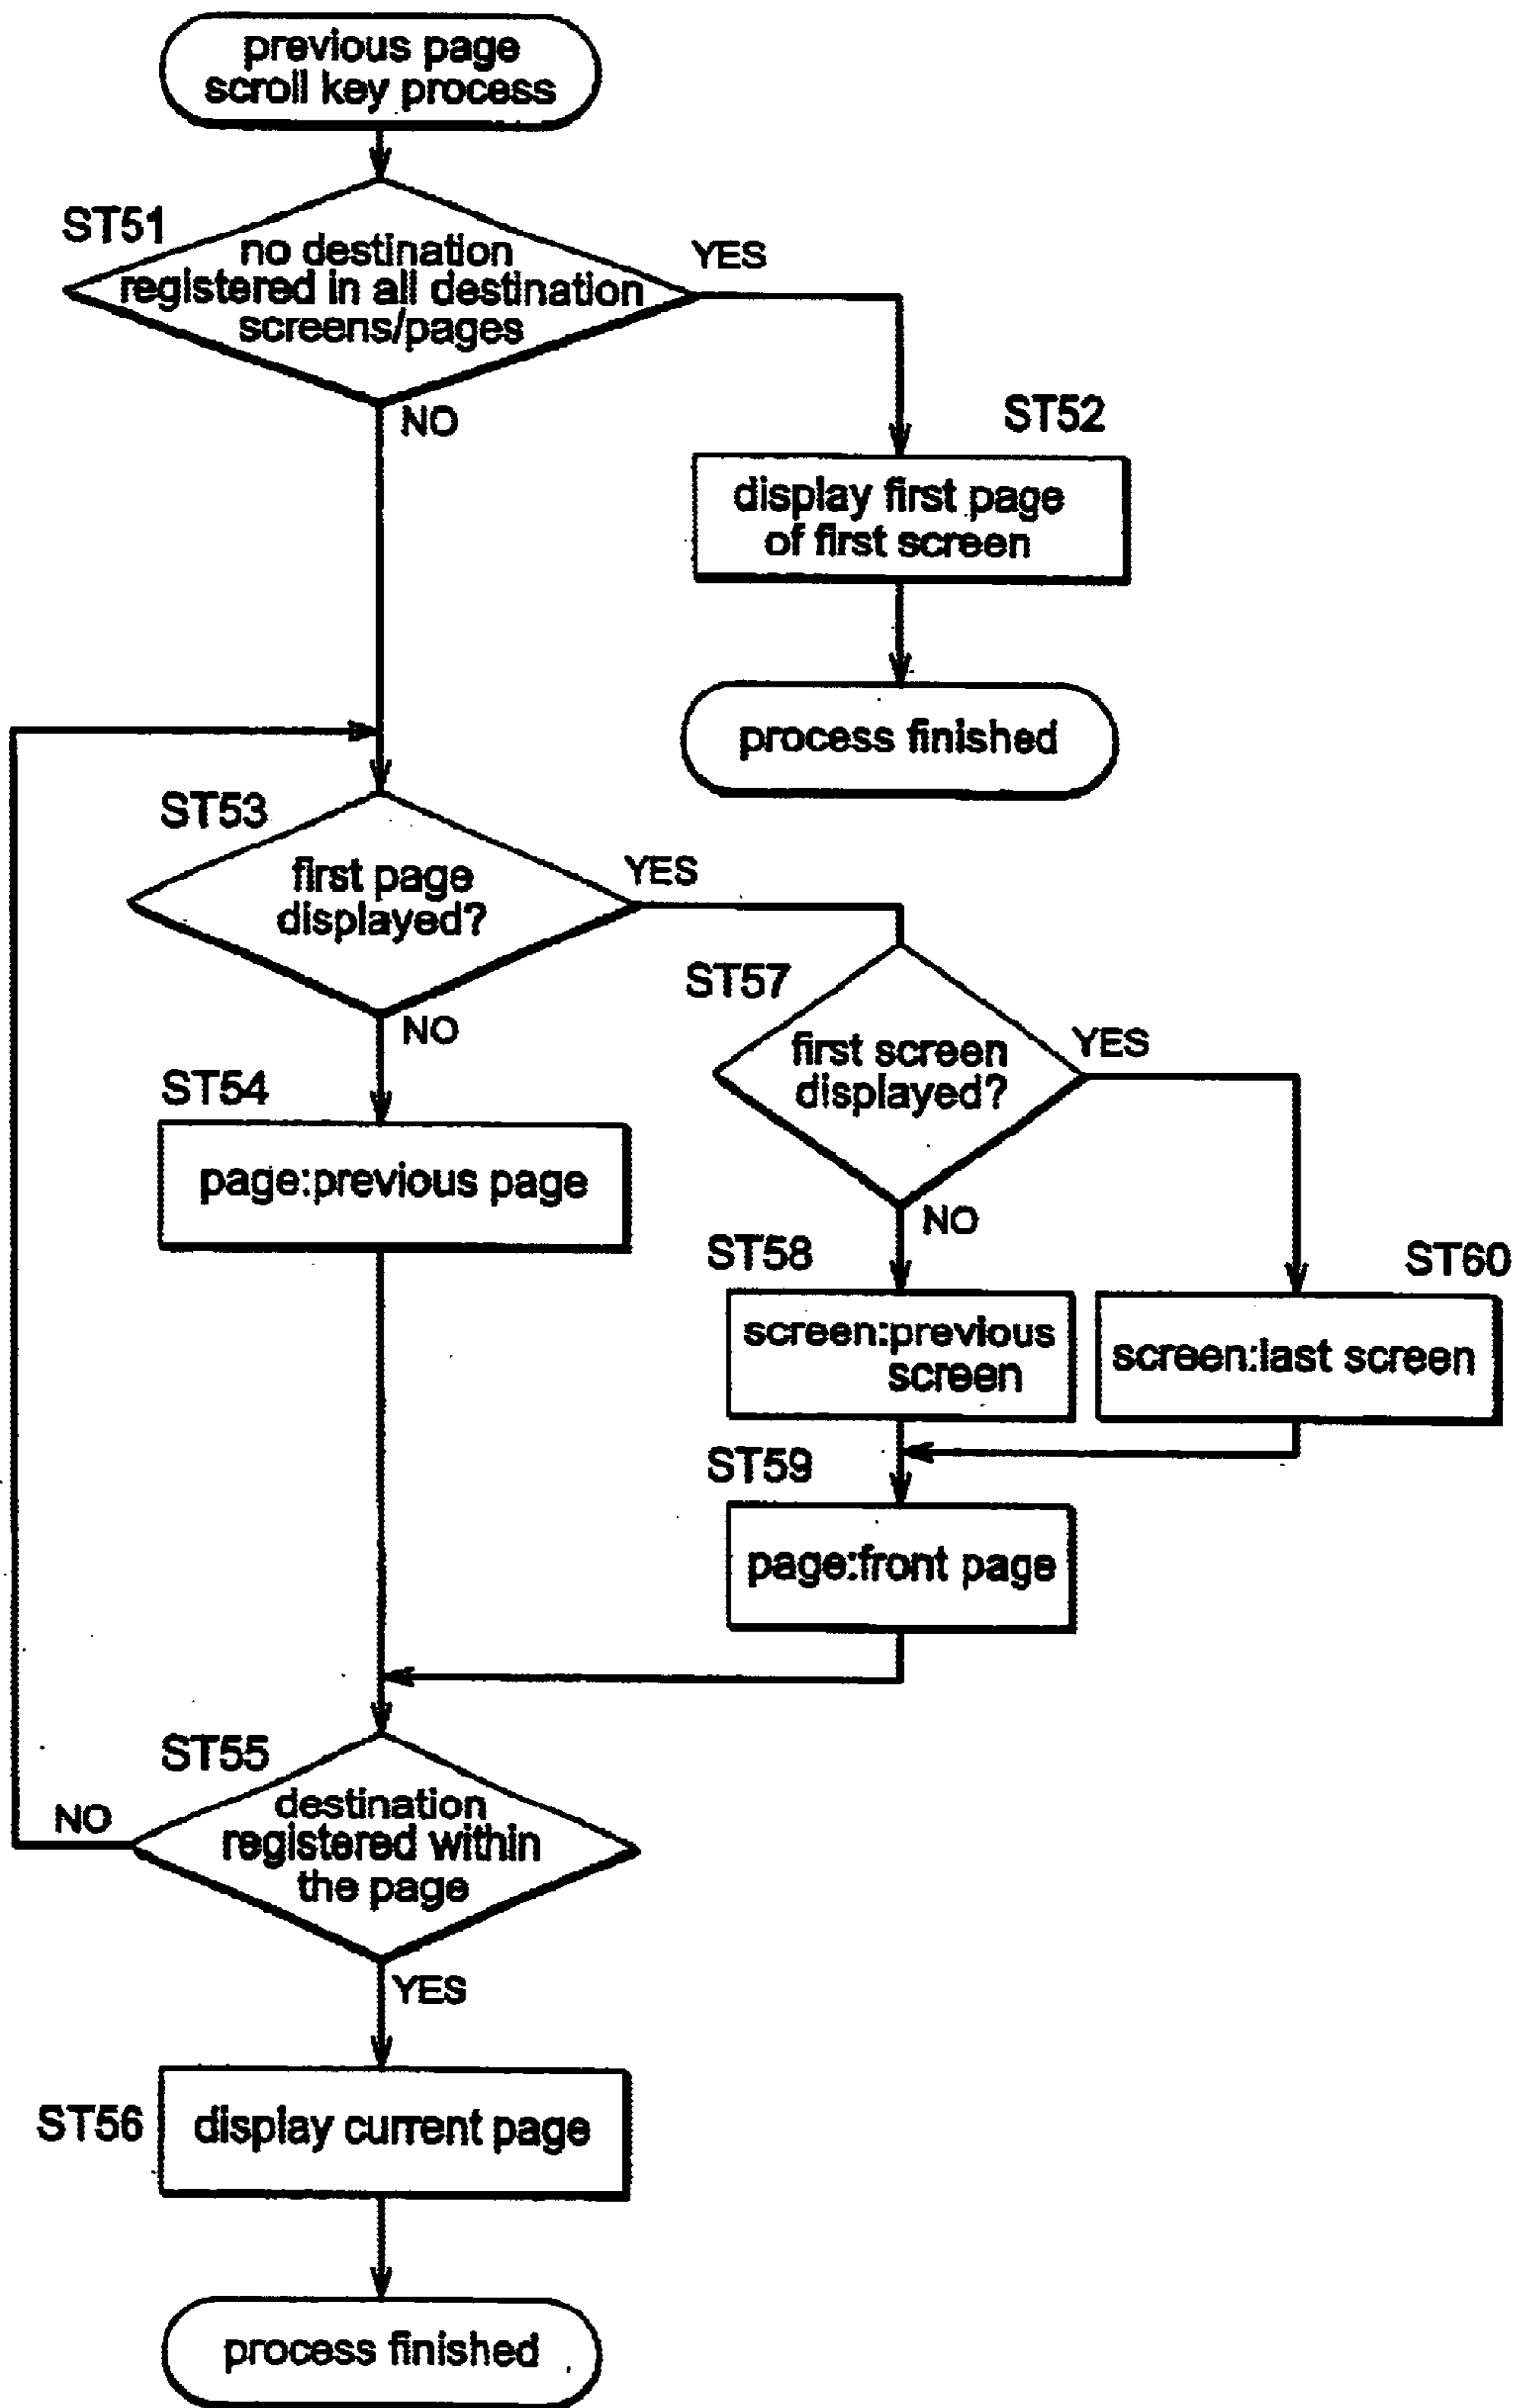 previous page
scroll key process
ST51
no destination
registered in all destination
screens/pages
YES
NO
ST52
display first page
of first screen
process finished
ST53
first page
displayed?
YES
NO
ST57
first screen
displayed?
YES
NO
ST54
page:previous page
ST58
screen:previous
screen
ST60
screen:last screen
ST59
page:front page
ST55
destination
registered within
the page
NO
YES
ST56
display current page
process finished